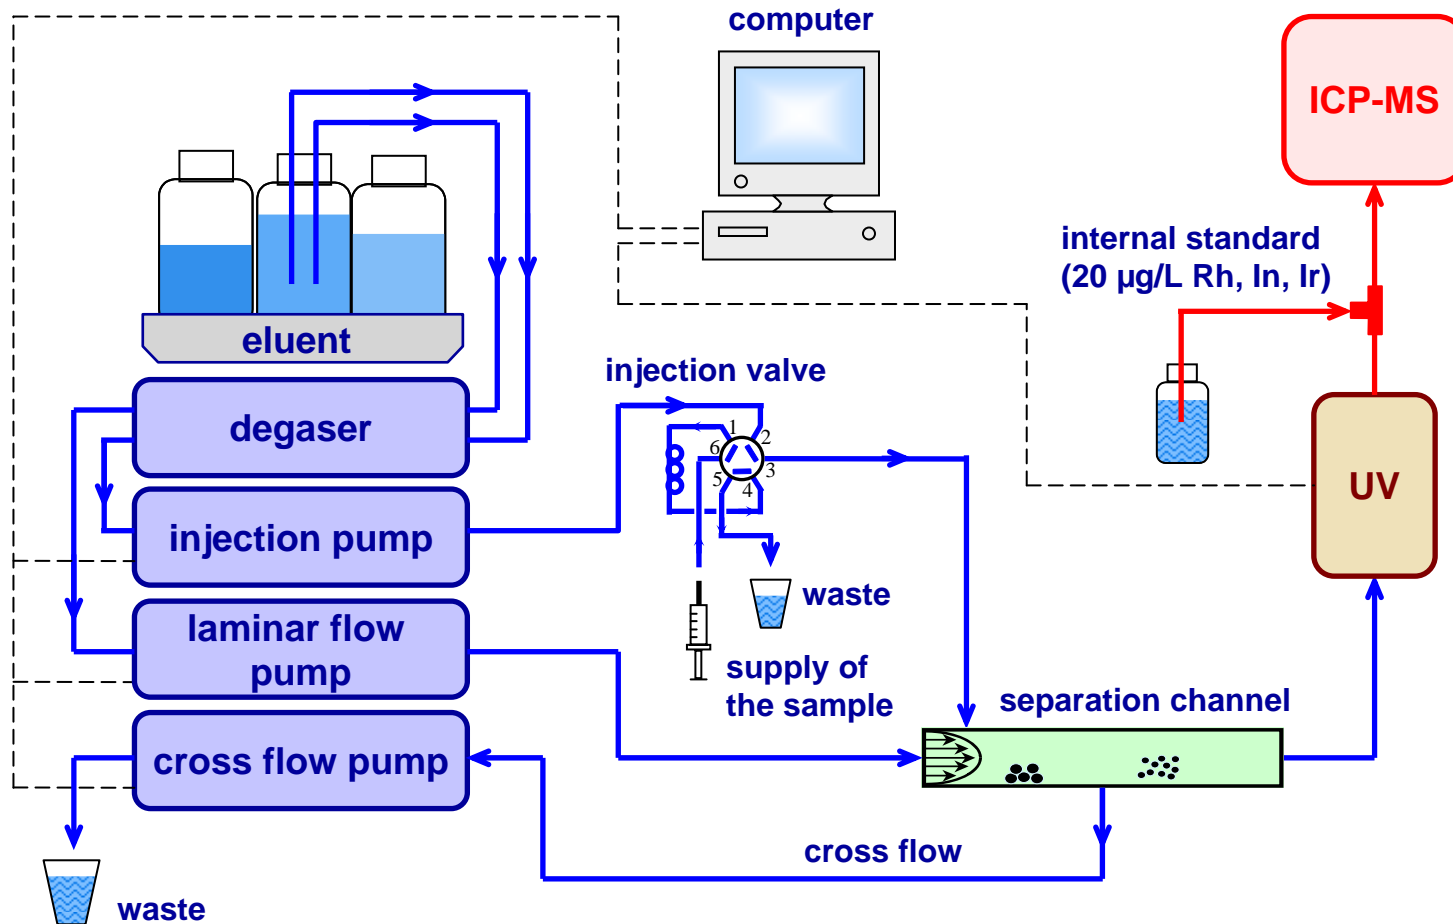 computer
ICP-MS
internal standard
(20 µg/L Rh, In, Ir)
eluent
injection valve
degaser
1
2
6
3
5
4
UV
injection pump
waste
laminar flow
pump
supply of
the sample
separation channel
cross flow pump
cross flow
waste